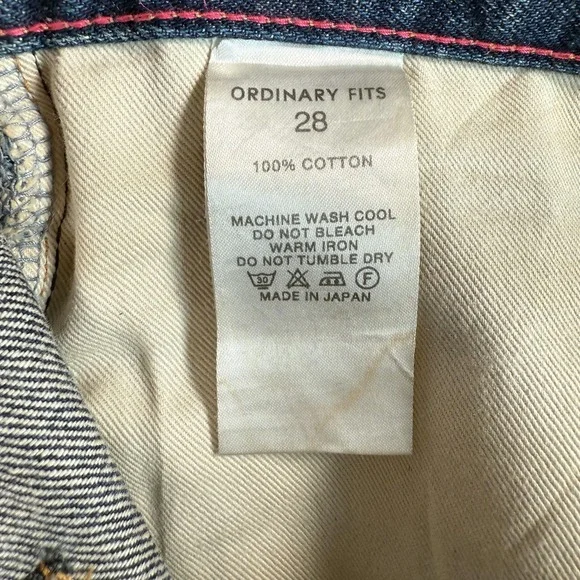 ORDINARY FITS
28
100% COTTON
MACHINE WASH COOL
DO NOT BLEACH
WARM IRON
DO NOT TUMBLE DRY
30 F
MADE IN JAPAN